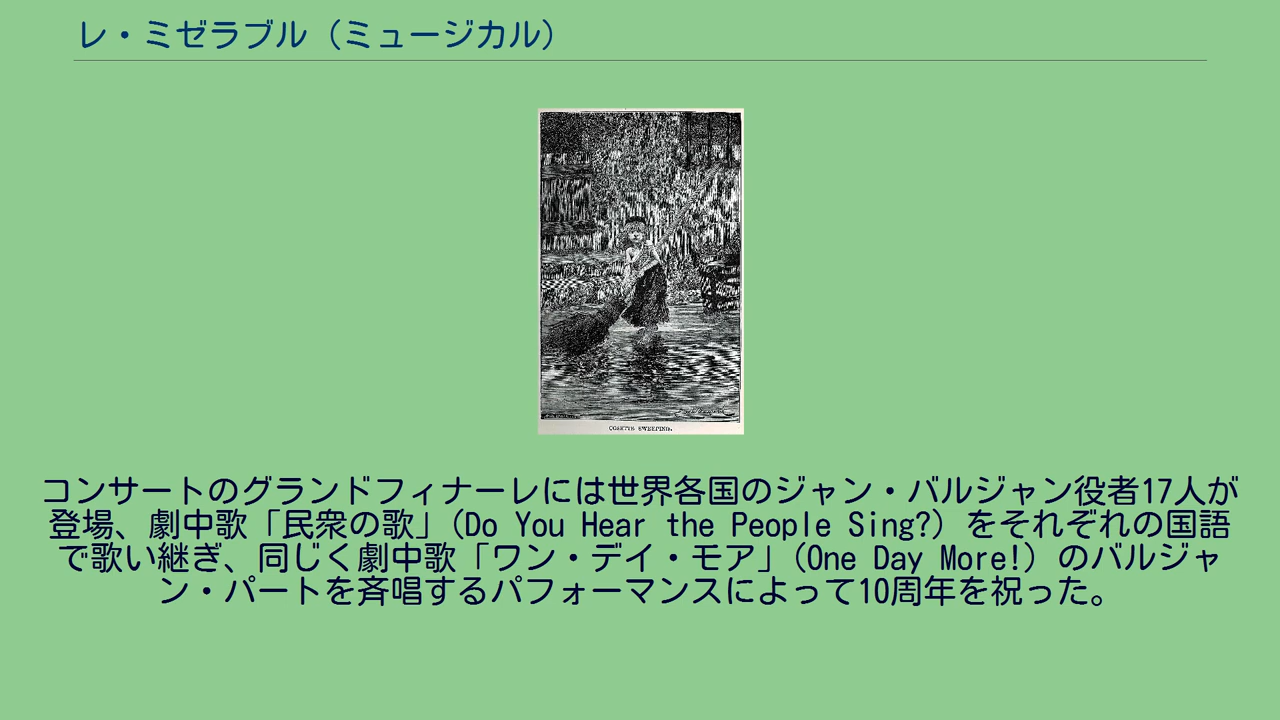 レ・ミゼラブル（ミュージカル）
COSETTE SWEEPING.
コンサートのグランドフィナーレには世界各国のジャン・バルジャン役者17人が
登場、劇中歌「民衆の歌」（Do You Hear the People Sing?）をそれぞれの国語
で歌い継ぎ、同じく劇中歌「ワン・デイ・モア」（One Day More!）のバルジャ
ン・パートを斉唱するパフォーマンスによって10周年を祝った。